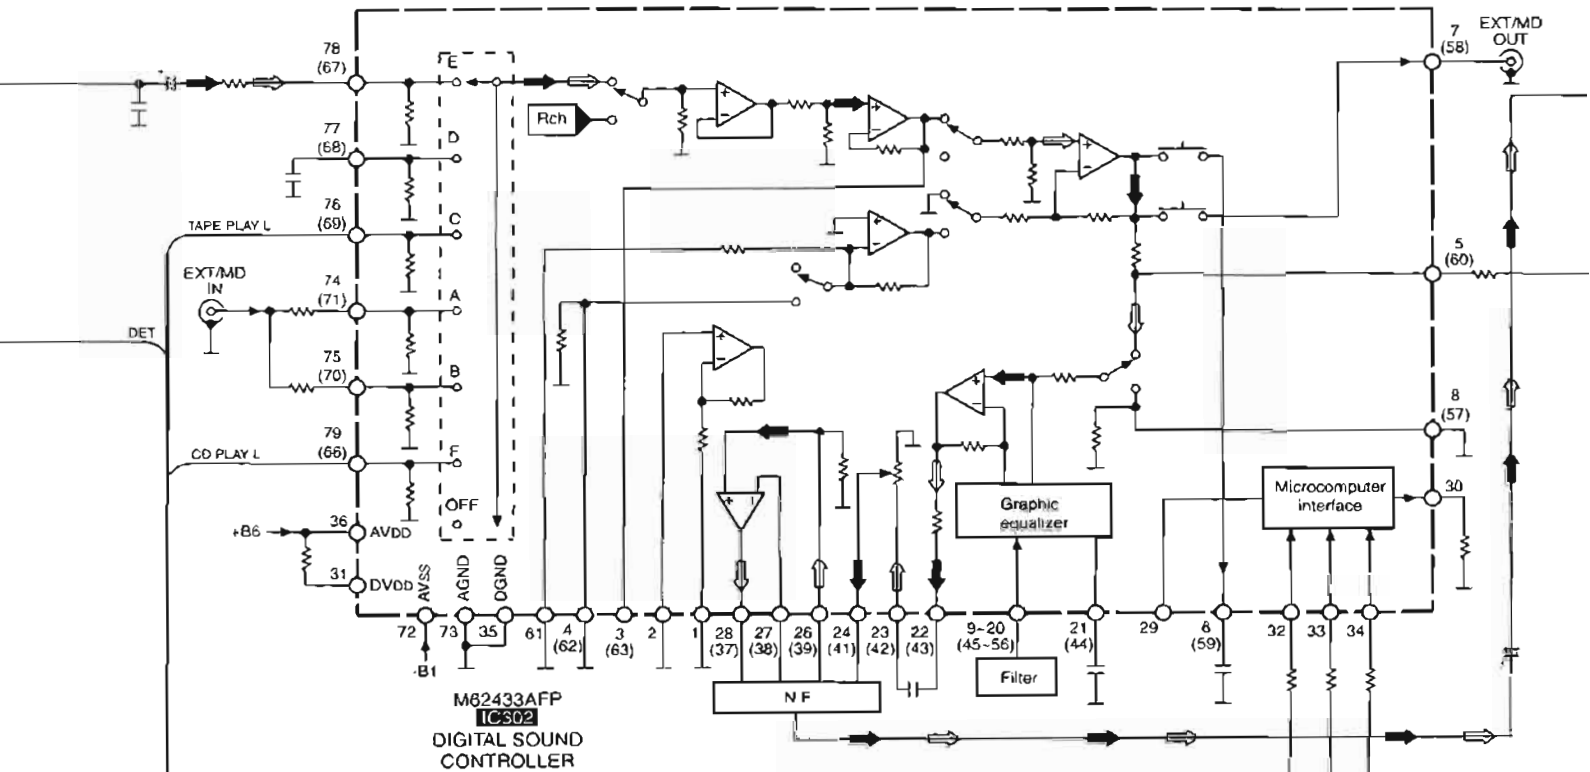 78
(67)
E
7
(58)
EXT/MD
OUT
Rch
77
(68)
D
76
(69)
C
TAPE PLAY L
5
(60)
EXT/MD
IN
74
(71)
A
DET
75
(70)
B
8
(57)
79
(66)
F
CD PLAY L
Microcomputer
interface
30
Graphic
equalizer
OFF
+B6
36
AVDD
31
DVDD
AVSS
AGND
DGND
72
73
35
61
4
(62)
3
(63)
2
1
28
(37)
27
(38)
26
(39)
24
(41)
23
(42)
22
(43)
9~20
(45~56)
21
(44)
29
6
(59)
32
33
34
-B1
Filter
N F
M62433AFP
IC302
DIGITAL SOUND
CONTROLLER